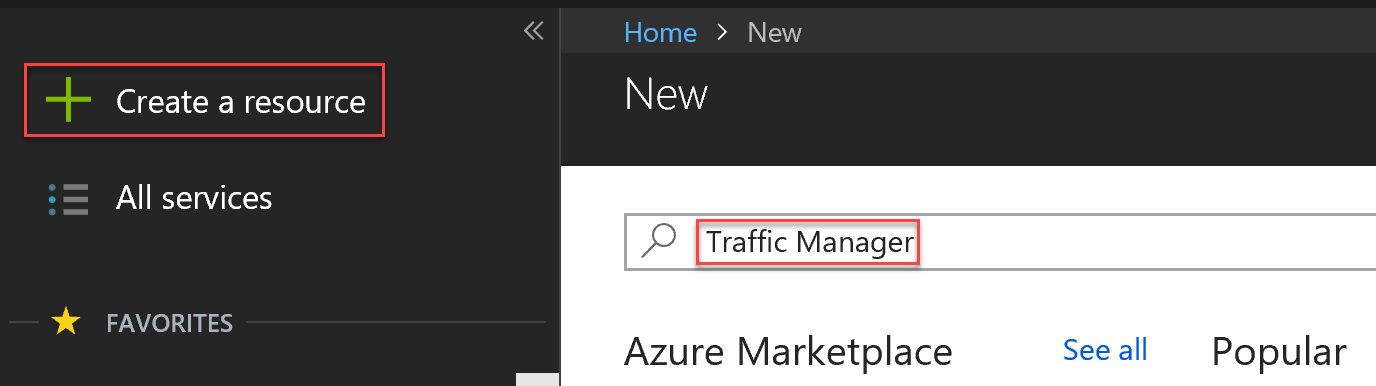 Create a resource
All services
FAVORITES
Home > New
New
Traffic Manager
Azure Marketplace
See all
Popular